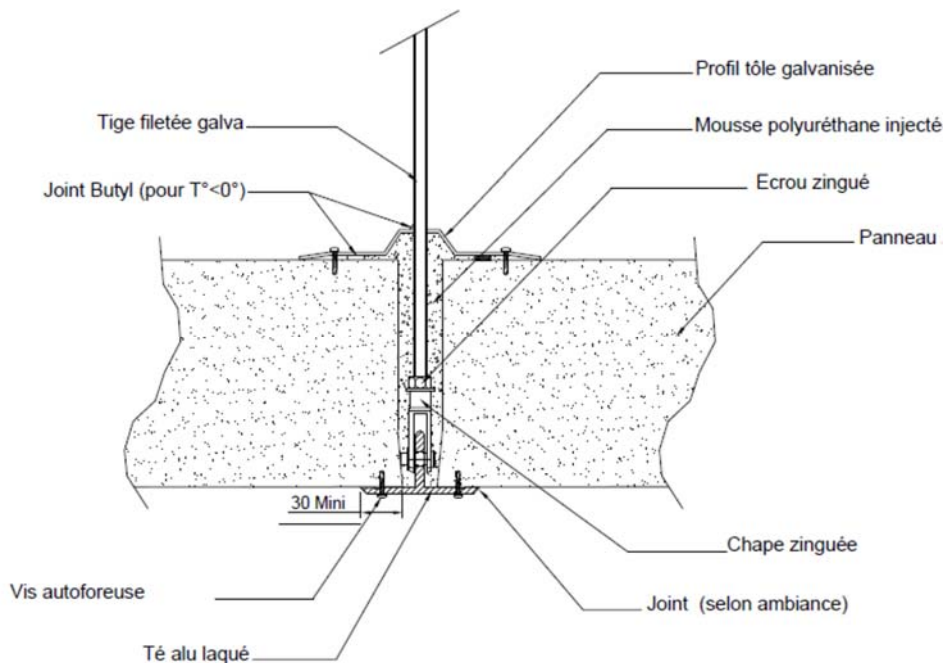 Profil tôle galvanisée
Tige filetée galva
Mousse polyuréthane injecté
Joint Butyl (pour T°<0°)
Ecrou zingué
Panneau
30 Mini
Chape zinguée
Vis autoforeuse
Joint (selon ambiance)
Té alu laqué